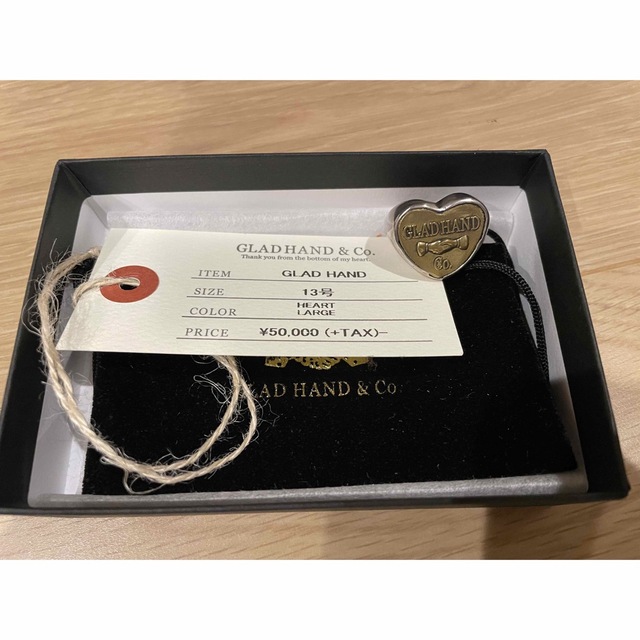 GLAD HAND & Co.
Thank you from the bottom of my heart.
ITEM GLAD HAND
SIZE 13号
COLOR HEART LARGE
PRICE ¥50,000 (+TAX)-
GLAD HAND
Co.
GLAD HAND & Co.